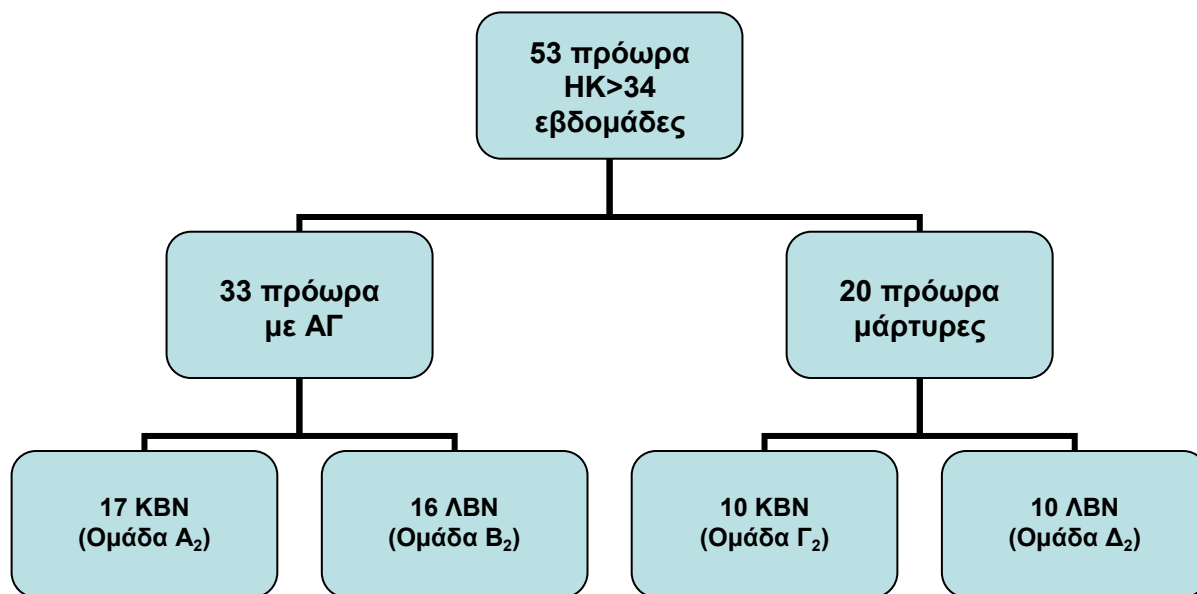 53 πρόωρα
ΗΚ>34
εβδομάδες
33 πρόωρα
με ΑΓ
20 πρόωρα
μάρτυρες
17 ΚΒΝ
(Ομάδα Α₂)
16 ΛΒΝ
(Ομάδα Β₂)
10 ΚΒΝ
(Ομάδα Γ₂)
10 ΛΒΝ
(Ομάδα Δ₂)